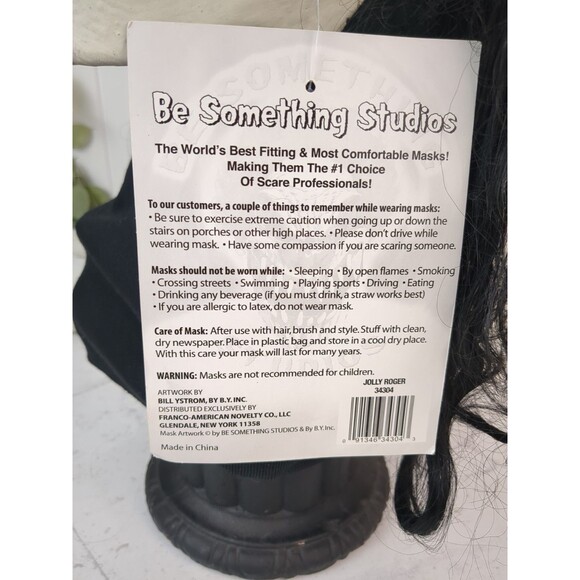 Be Something Studios
The World's Best Fitting & Most Comfortable Masks!
Making Them The #1 Choice
Of Scare Professionals!
To our customers, a couple of things to remember while wearing masks:
• Be sure to exercise extreme caution when going up or down the
stairs on porches or other high places. • Please don't drive while
wearing mask. • Have some compassion if you are scaring someone.
Masks should not be worn while: • Sleeping • By open flames • Smoking
• Crossing streets • Swimming • Playing sports • Driving • Eating
• Drinking any beverage (if you must drink, a straw works best)
• If you are allergic to latex, do not wear mask.
Care of Mask: After use with hair, brush and style. Stuff with clean,
dry newspaper. Place in plastic bag and store in a cool dry place.
With this care your mask will last for many years.
WARNING: Masks are not recommended for children.
ARTWORK BY
BILL YSTROM, BY B.Y. INC.
DISTRIBUTED EXCLUSIVELY BY
FRANCO-AMERICAN NOVELTY CO., LLC
GLENDALE, NEW YORK 11358
Mask Artwork © by BE SOMETHING STUDIOS & By B.Y. Inc.
Made in China
JOLLY ROGER
34304
91346 34304 3